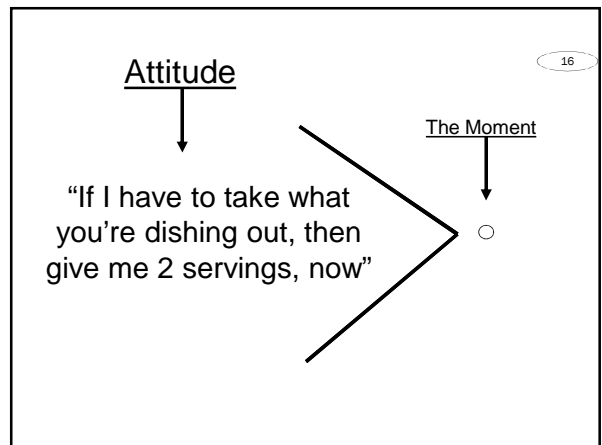 Attitude
16
The Moment
“If I have to take what
you’re dishing out, then
give me 2 servings, now”